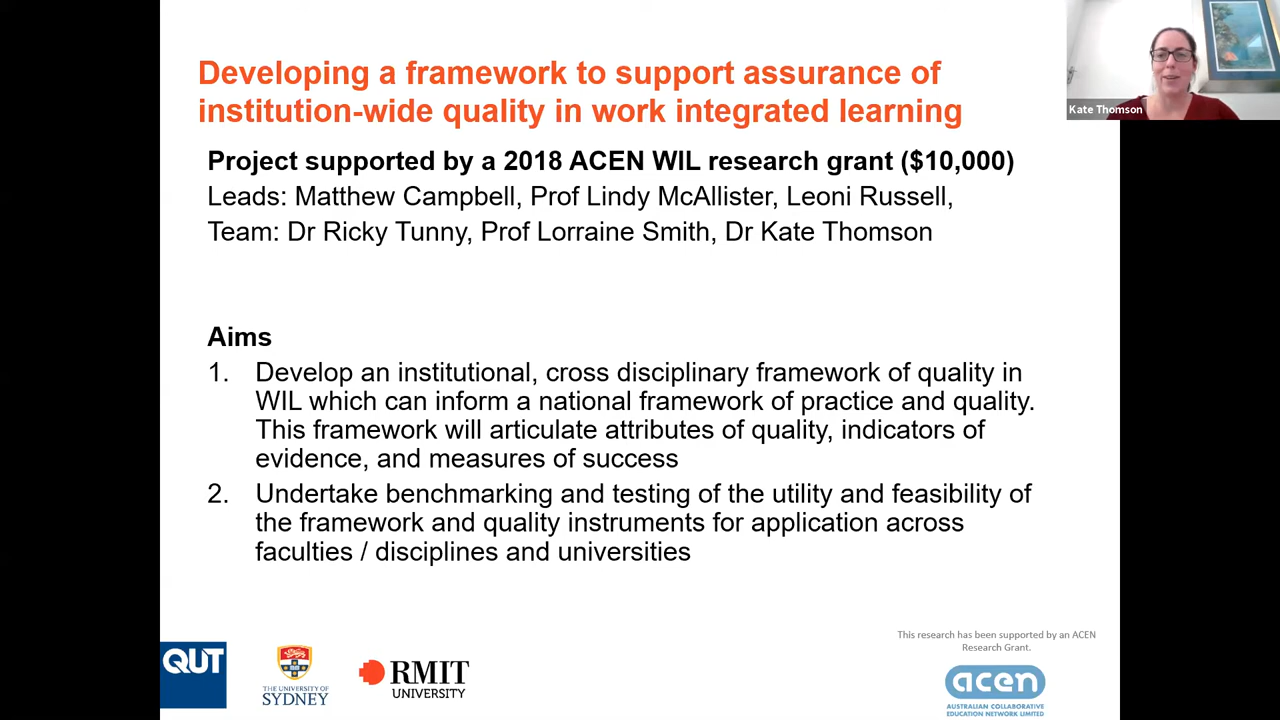 Developing a framework to support assurance of
institution-wide quality in work integrated learning
Kate Thomson
Project supported by a 2018 ACEN WIL research grant ($10,000)
Leads: Matthew Campbell, Prof Lindy McAllister, Leoni Russell,
Team: Dr Ricky Tunny, Prof Lorraine Smith, Dr Kate Thomson
Aims
1. Develop an institutional, cross disciplinary framework of quality in
WIL which can inform a national framework of practice and quality.
This framework will articulate attributes of quality, indicators of
evidence, and measures of success
2. Undertake benchmarking and testing of the utility and feasibility of
the framework and quality instruments for application across
faculties / disciplines and universities
This research has been supported by an ACEN
Research Grant.
QUT
THE UNIVERSITY OF
SYDNEY
RMIT
UNIVERSITY
acen
AUSTRALIAN COLLABORATIVE
EDUCATION NETWORK LIMITED